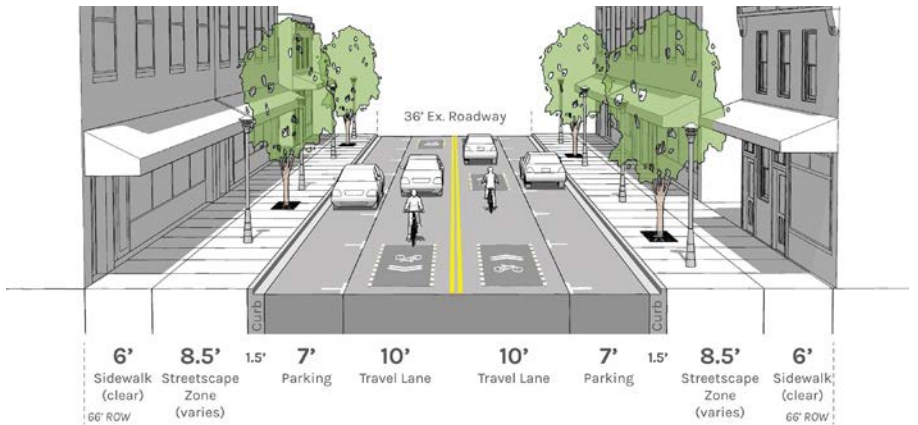 36' Ex. Roadway
Curb
Curb
6' 8.5' 1.5' 7' 10' 10' 7' 1.5' 8.5' 6'
Sidewalk Streetscape Parking Travel Lane Travel Lane Parking Streetscape Sidewalk
(clear) Zone Zone (clear)
(varies) (varies)
66' ROW 66' ROW